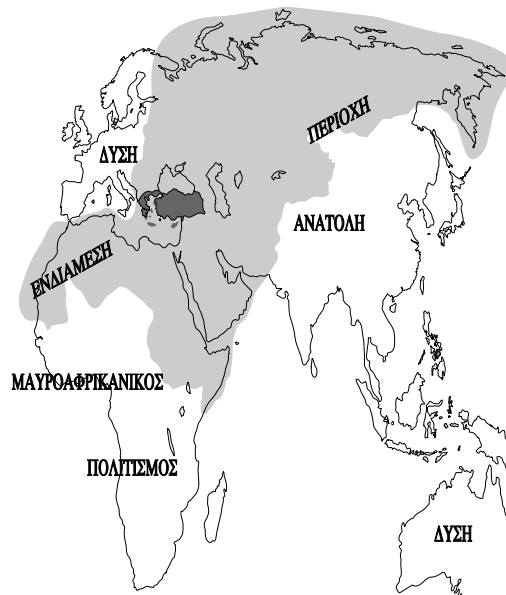 ΠΕΡΙΟΧΗ
ΔΥΣΗ
ΑΝΑΤΟΛΗ
ΕΝΔΙΑΜΕΣΗ
ΜΑΥΡΟΑΦΡΙΚΑΝΙΚΟΣ
ΠΟΛΙΤΙΣΜΟΣ
ΔΥΣΗ